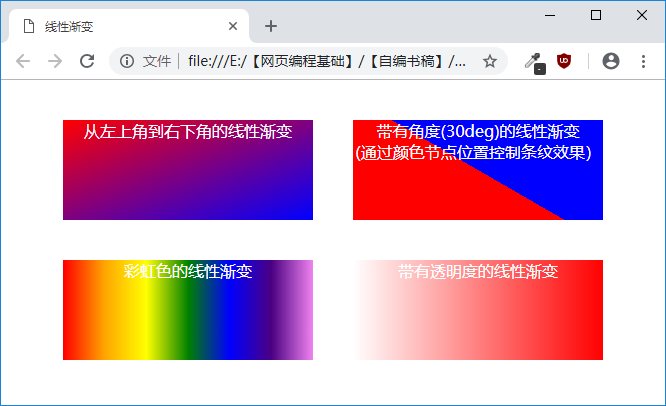 线性渐变
文件 | file:///E:/【网页编程基础】/【自编书稿】/...
从左上角到右下角的线性渐变
带有角度(30deg)的线性渐变
(通过颜色节点位置控制条纹效果)
彩虹色的线性渐变
带有透明度的线性渐变